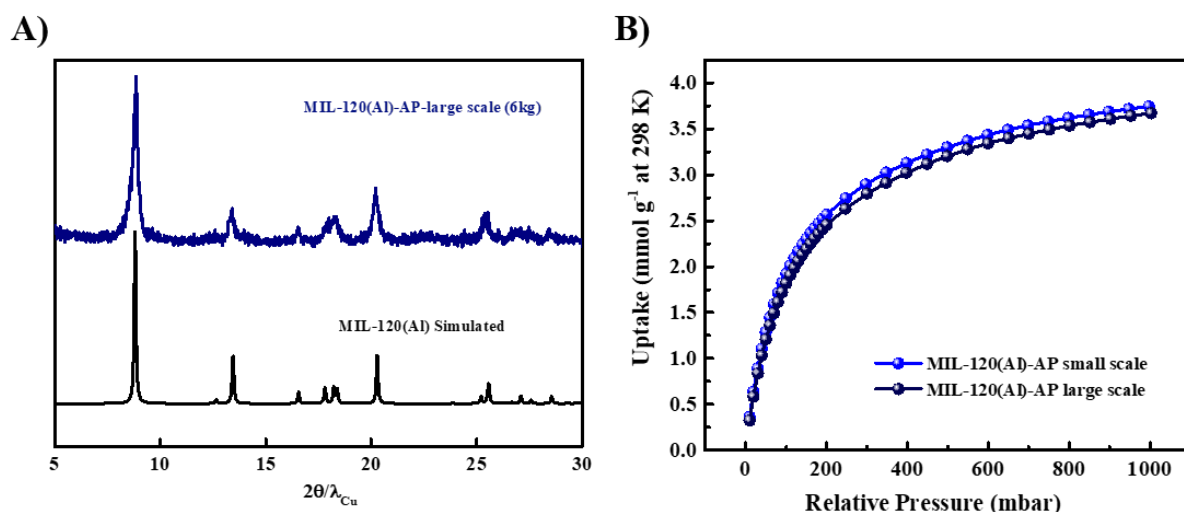 A)
MIL-120(Al)-AP-large scale (6kg)
MIL-120(Al) Simulated
5 10 15 20 25 30
2θ/λCu
B)
Uptake (mmol g-1 at 298 K)
4.0
3.5
3.0
2.5
2.0
1.5
1.0
0.5
0.0
MIL-120(Al)-AP small scale
MIL-120(Al)-AP large scale
0 200 400 600 800 1000
Relative Pressure (mbar)